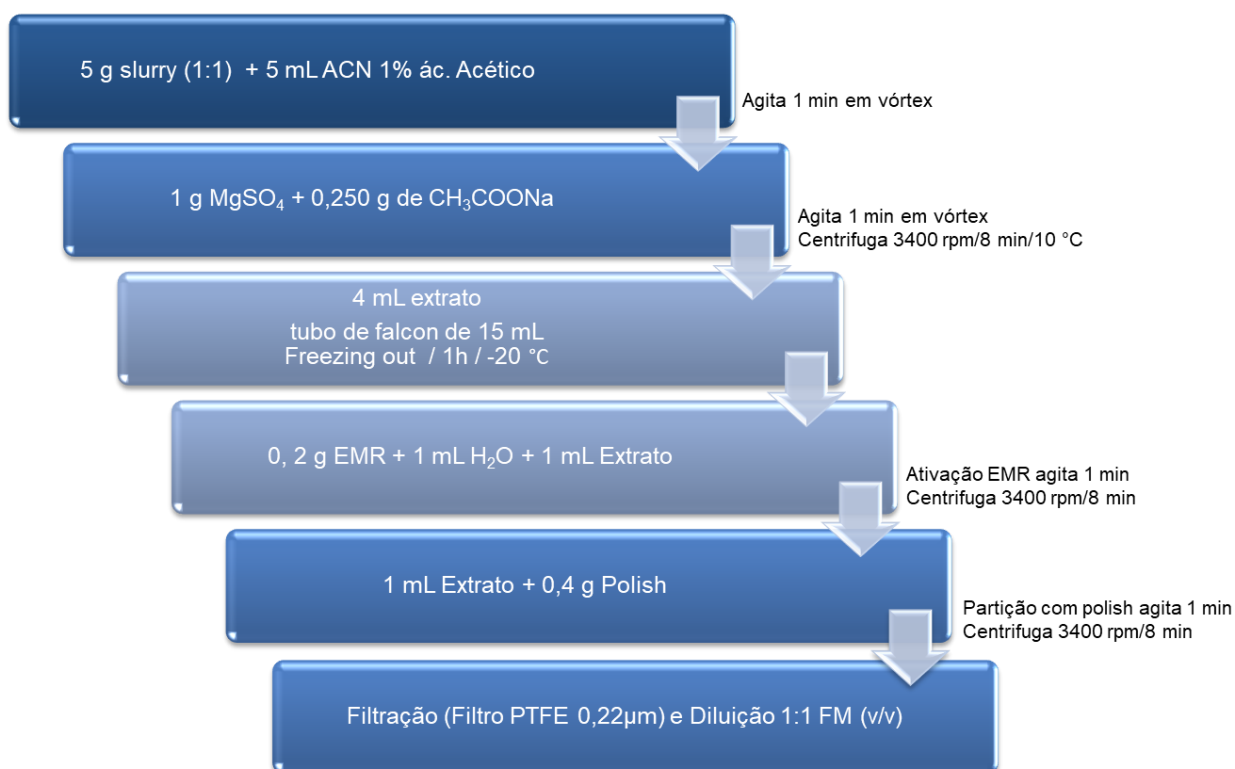 5 g slurry (1:1)  + 5 mL ACN 1% ác. Acético
Agita 1 min em vórtex
1 g MgSO₄ + 0,250 g de CH₃COONa
Agita 1 min em vórtex
Centrifuga 3400 rpm/8 min/10 °C
4 mL extrato
tubo de falcon de 15 mL
Freezing out  / 1h / -20 °C
0, 2 g EMR + 1 mL H₂O + 1 mL Extrato
Ativação EMR agita 1 min
Centrifuga 3400 rpm/8 min
1 mL Extrato + 0,4 g Polish
Partição com polish agita 1 min
Centrifuga 3400 rpm/8 min
Filtração (Filtro PTFE 0,22µm) e Diluição 1:1 FM (v/v)